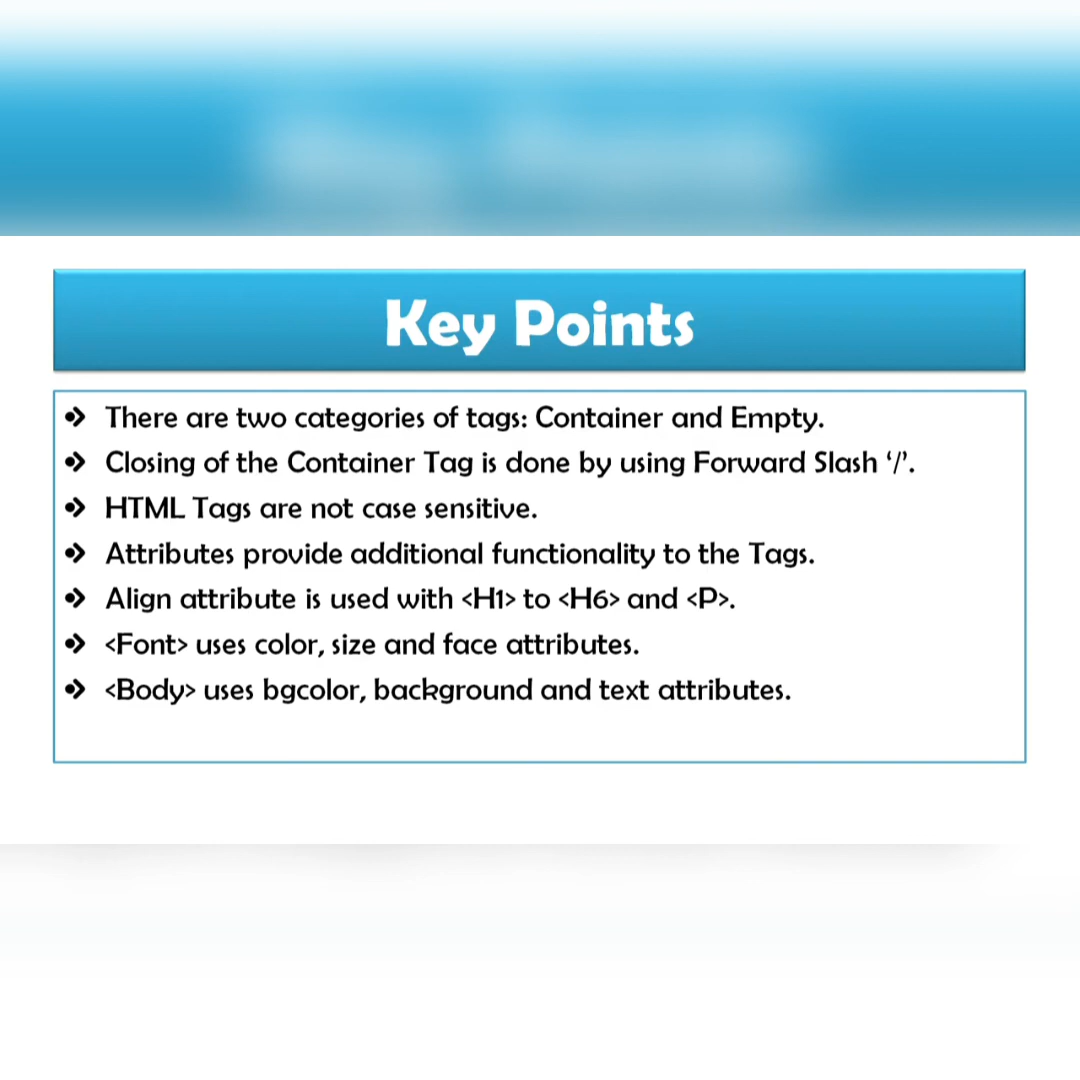 Key Points
There are two categories of tags: Container and Empty.
Closing of the Container Tag is done by using Forward Slash ‘/’.
HTML Tags are not case sensitive.
Attributes provide additional functionality to the Tags.
Align attribute is used with <H1> to <H6> and <P>.
<Font> uses color, size and face attributes.
<Body> uses bgcolor, background and text attributes.